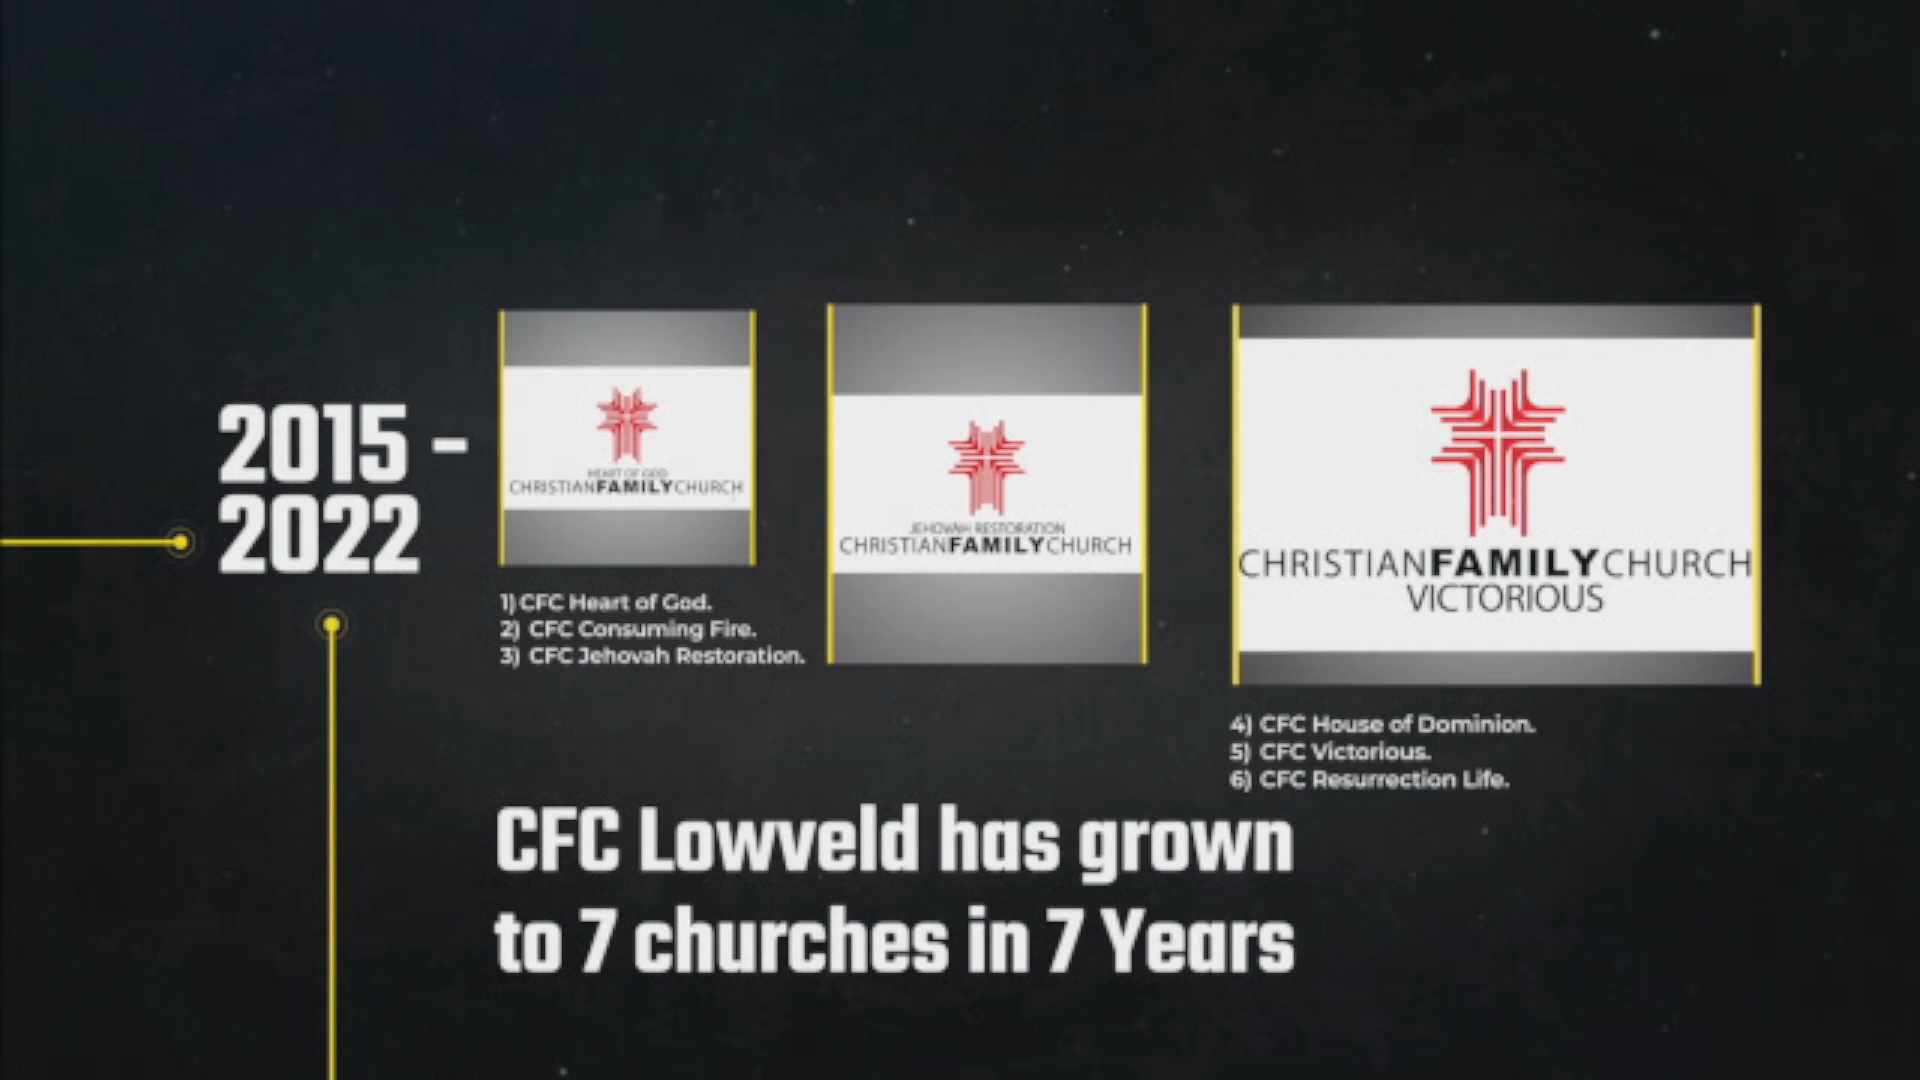 2015 -
2022
HEART OF GOD
CHRISTIANFAMILYCHURCH
1) CFC Heart of God.
2) CFC Consuming Fire.
3) CFC Jehovah Restoration.
JEHOVAH RESTORATION
CHRISTIANFAMILYCHURCH
CHRISTIANFAMILYCHURCH
VICTORIOUS
4) CFC House of Dominion.
5) CFC Victorious.
6) CFC Resurrection Life.
CFC Lowveld has grown
to 7 churches in 7 Years